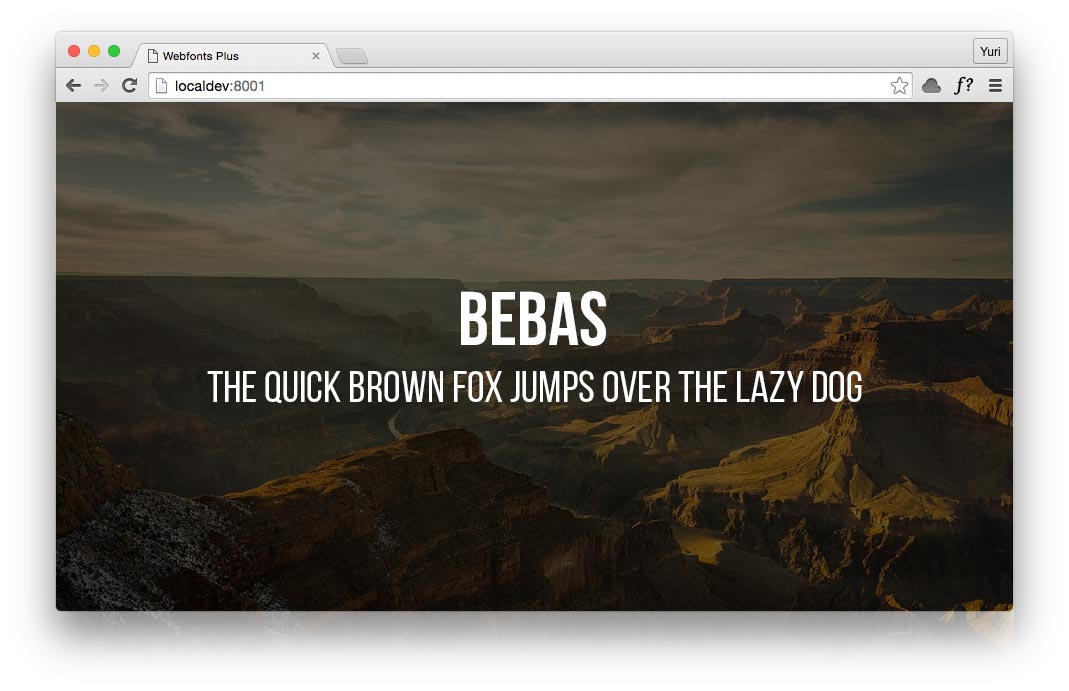 Webfonts Plus
Yuri
localdev:8001
f?
BEBAS
THE QUICK BROWN FOX JUMPS OVER THE LAZY DOG